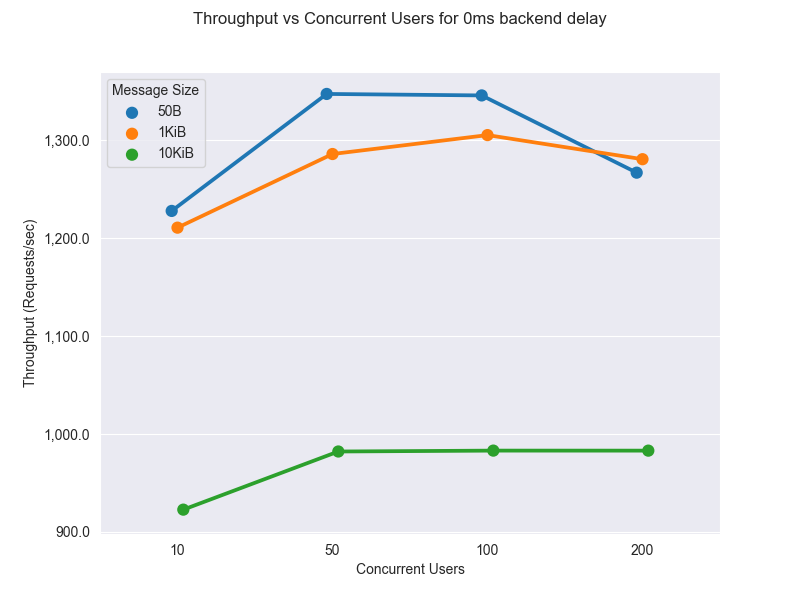 Throughput vs Concurrent Users for 0ms backend delay
Message Size
50B
1KiB
10KiB
1,300.0
1,200.0
1,100.0
1,000.0
900.0
Throughput (Requests/sec)
10
50
100
200
Concurrent Users